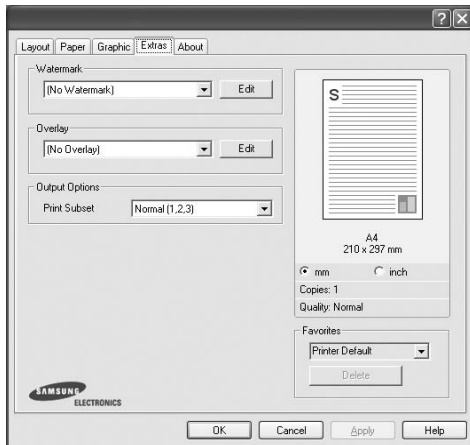 ? X
Layout Paper Graphic Extras About
Watermark
(No Watermark) Edit
Overlay
(No Overlay) Edit
Output Options
Print Subset Normal (1,2,3)
S
A4
210 x 297 mm
mm inch
Copies: 1
Quality: Normal
Favorites
Printer Default
Delete
SAMSUNG
ELECTRONICS
OK Cancel Apply Help